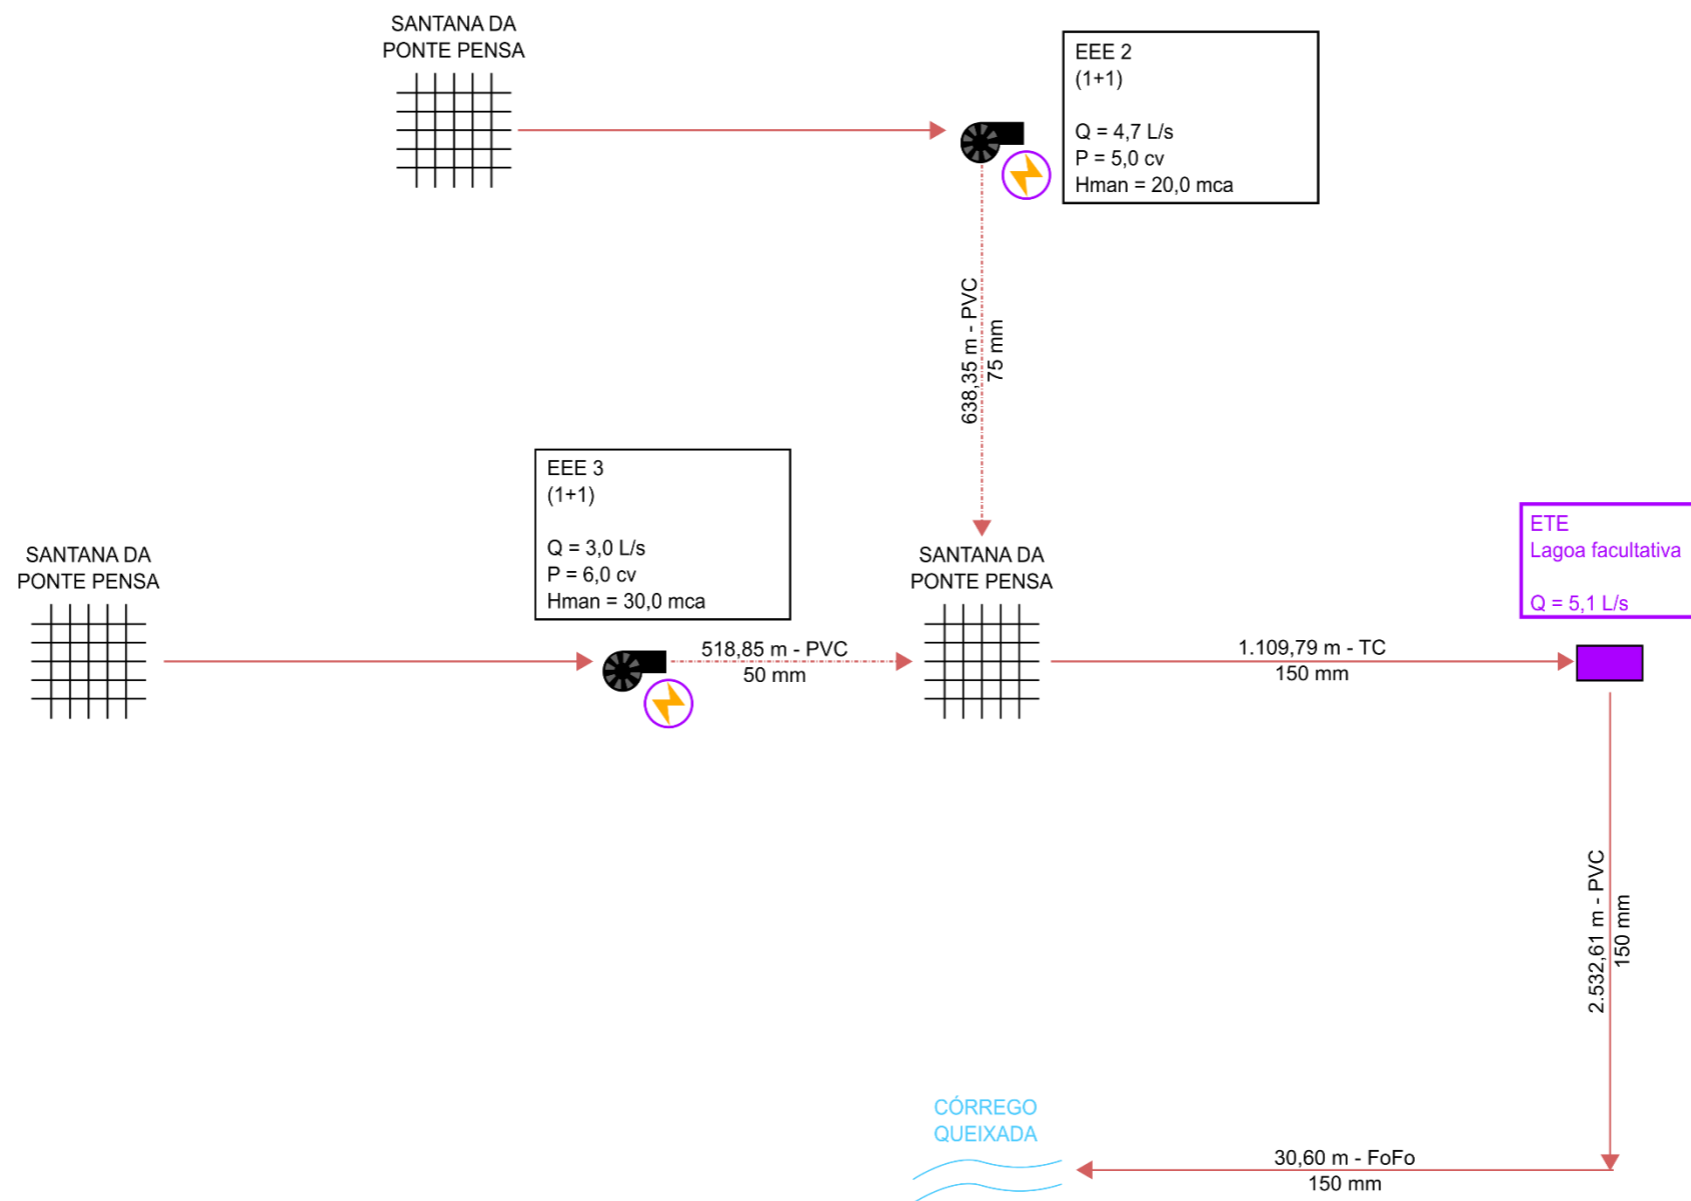 SANTANA DA
PONTE PENSA
EEE 2
(1+1)
Q = 4,7 L/s
P = 5,0 cv
Hman = 20,0 mca
638,35 m - PVC
75 mm
EEE 3
(1+1)
Q = 3,0 L/s
P = 6,0 cv
Hman = 30,0 mca
SANTANA DA
PONTE PENSA
518,85 m - PVC
50 mm
SANTANA DA
PONTE PENSA
1.109,79 m - TC
150 mm
ETE
Lagoa facultativa
Q = 5,1 L/s
2.532,61 m - PVC
150 mm
CÓRREGO
QUEIXADA
30,60 m - FoFo
150 mm